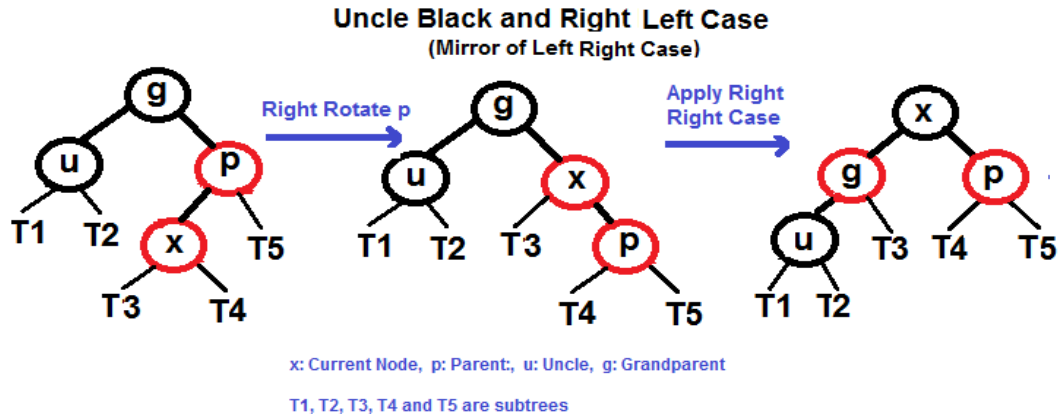 Uncle Black and Right Left Case
(Mirror of Left Right Case)
g
u
p
T1
T2
x
T5
T3
T4
Right Rotate p
g
u
x
T1
T2
T3
p
T4
T5
Apply Right
Right Case
x
g
p
u
T3
T4
T5
T1
T2
x: Current Node, p: Parent:, u: Uncle, g: Grandparent
T1, T2, T3, T4 and T5 are subtrees